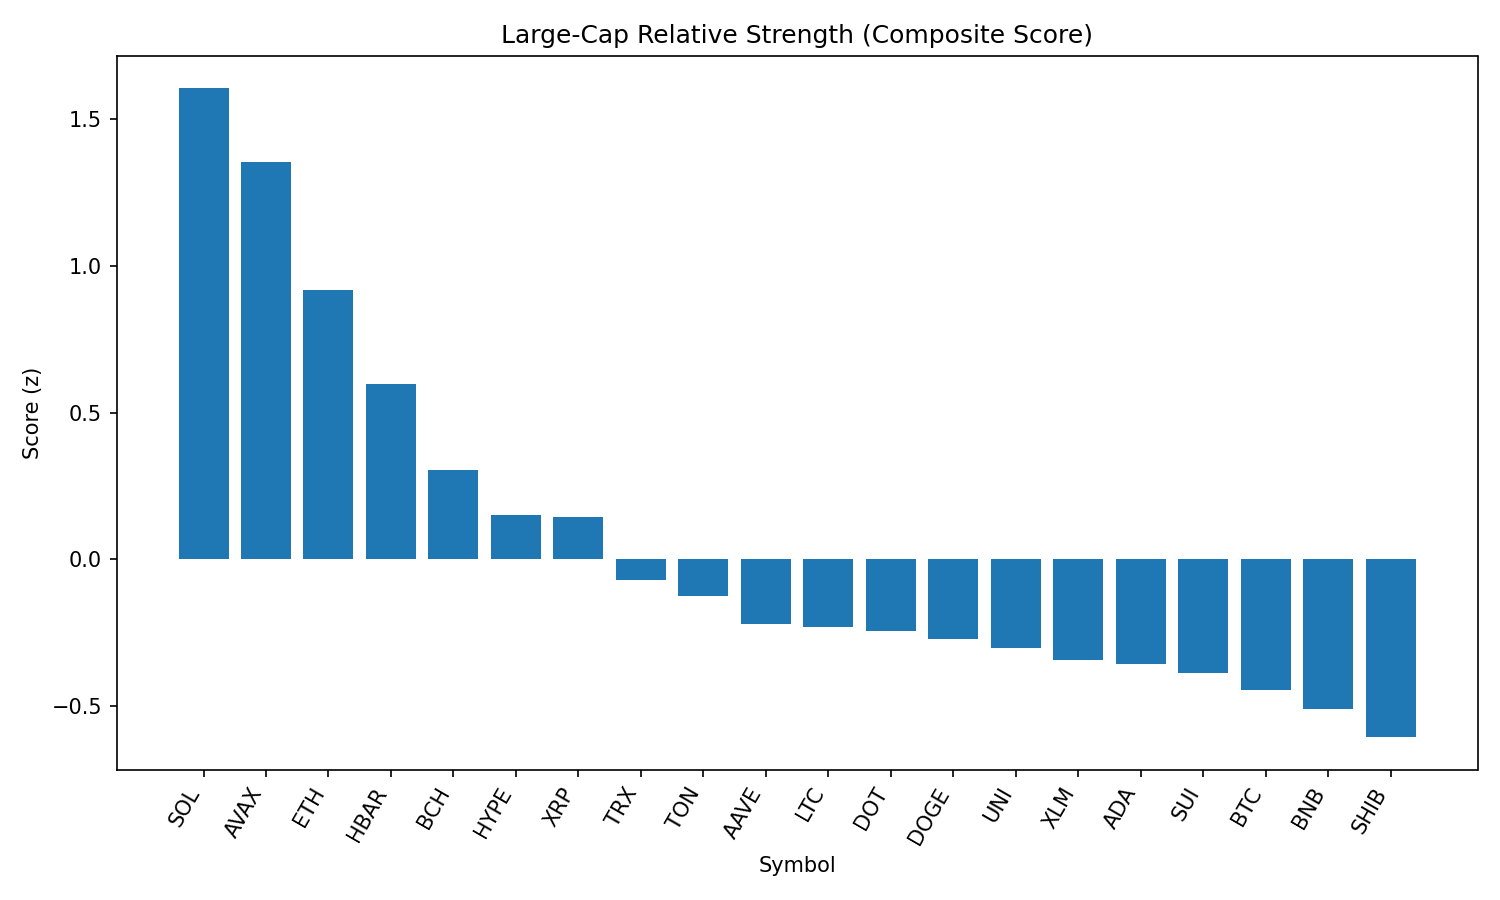 Large-Cap Relative Strength (Composite Score)
Score (z)
1.5
1.0
0.5
0.0
−0.5
SOL
AVAX
ETH
HBAR
BCH
HYPE
XRP
TRX
TON
AAVE
LTC
DOT
DOGE
UNI
XLM
ADA
SUI
BTC
BNB
SHIB
Symbol